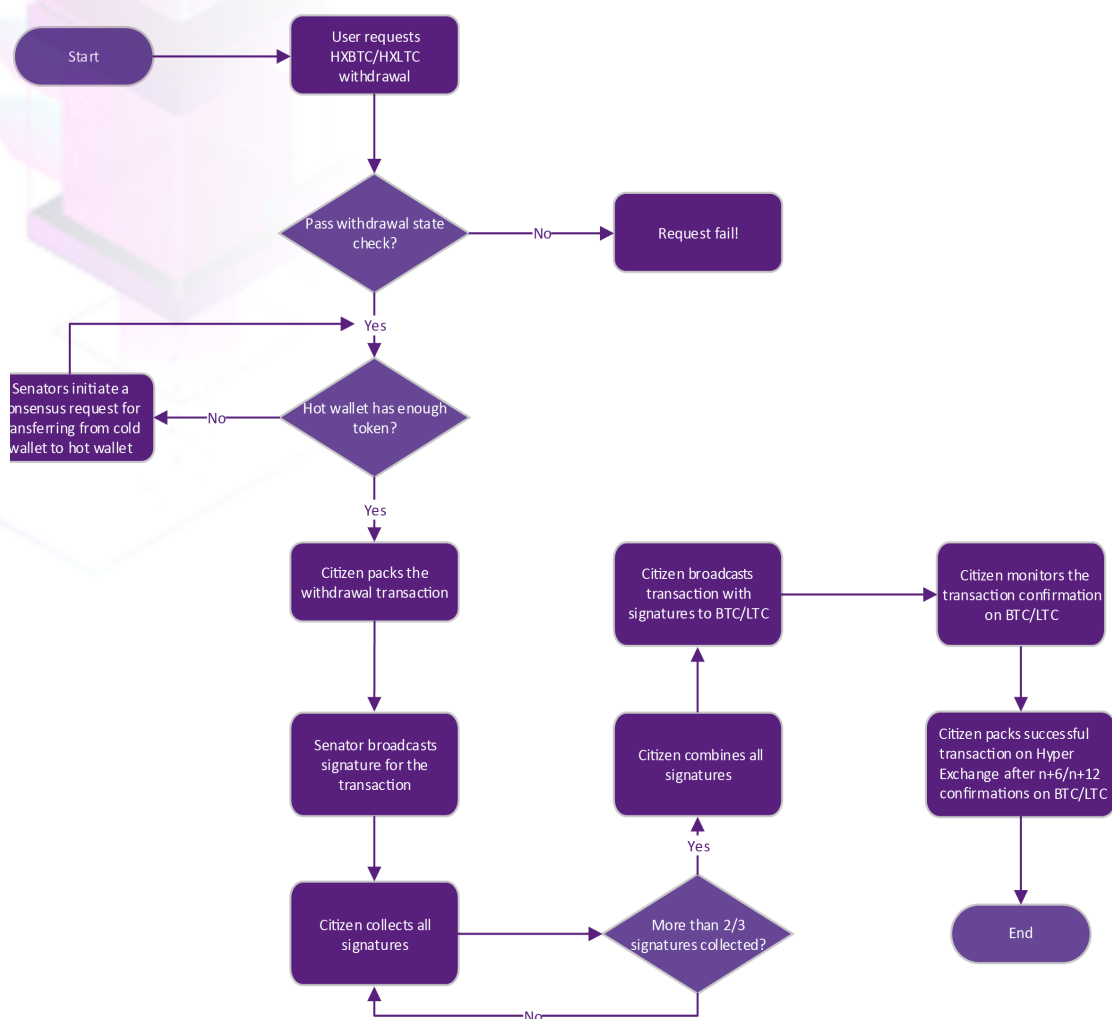 Start
User requests
HXBTC/HXLTC
withdrawal
Pass withdrawal state
check?
No
Request fail!
Yes
Senators initiate a
onsensus request for
ansferring from cold
wallet to hot wallet
No
Hot wallet has enough
token?
Yes
Citizen packs the
withdrawal transaction
Senator broadcasts
signature for the
transaction
Citizen collects all
signatures
More than 2/3
signatures collected?
No
Yes
Citizen combines all
signatures
Citizen broadcasts
transaction with
signatures to BTC/LTC
Citizen monitors the
transaction confirmation
on BTC/LTC
Citizen packs successful
transaction on Hyper
Exchange after n+6/n+12
confirmations on BTC/LTC
End